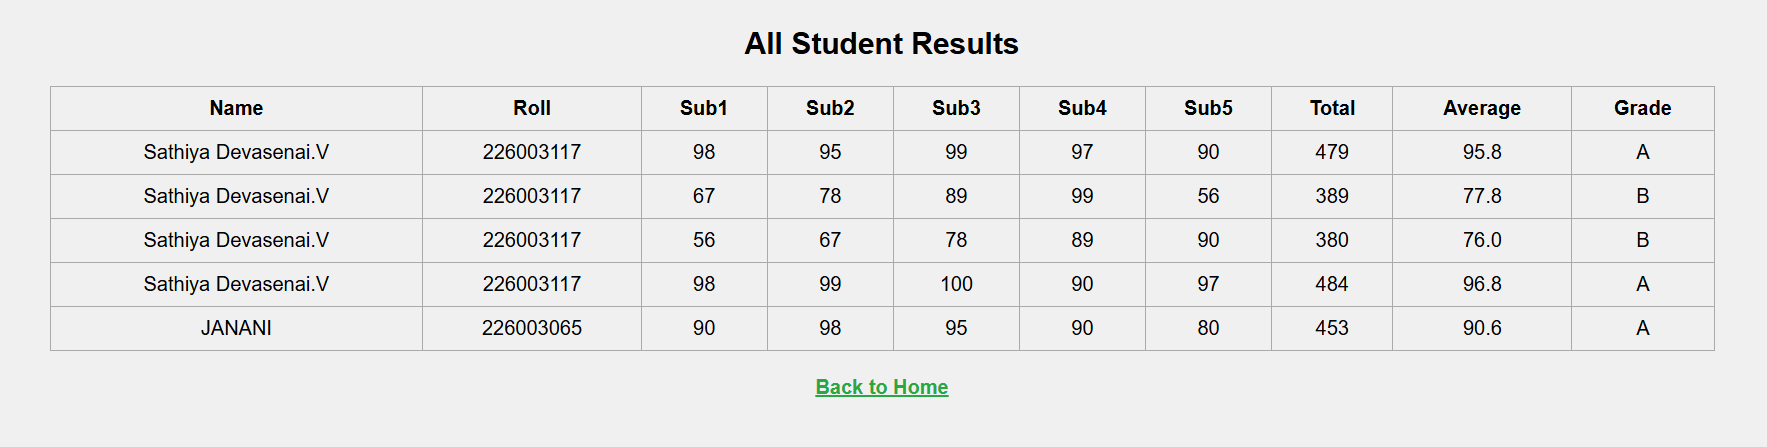 All Student Results
Name Roll Sub1 Sub2 Sub3 Sub4 Sub5 Total Average Grade
Sathiya Devasenai.V 226003117 98 95 99 97 90 479 95.8 A
Sathiya Devasenai.V 226003117 67 78 89 99 56 389 77.8 B
Sathiya Devasenai.V 226003117 56 67 78 89 90 380 76.0 B
Sathiya Devasenai.V 226003117 98 99 100 90 97 484 96.8 A
JANANI 226003065 90 98 95 90 80 453 90.6 A
Back to Home